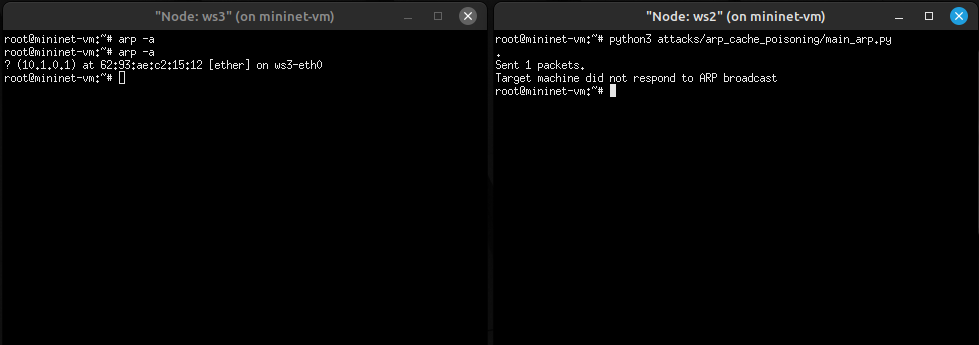 "Node: ws3" (on mininet-vm)
root@mininet-vm:~# arp -a
root@mininet-vm:~# arp -a
? (10.1.0.1) at 62:93:ae:c2:15:12 [ether] on ws3-eth0
root@mininet-vm:~#
"Node: ws2" (on mininet-vm)
root@mininet-vm:~# python3 attacks/arp_cache_poisoning/main_arp.py
.
Sent 1 packets.
Target machine did not respond to ARP broadcast
root@mininet-vm:~#